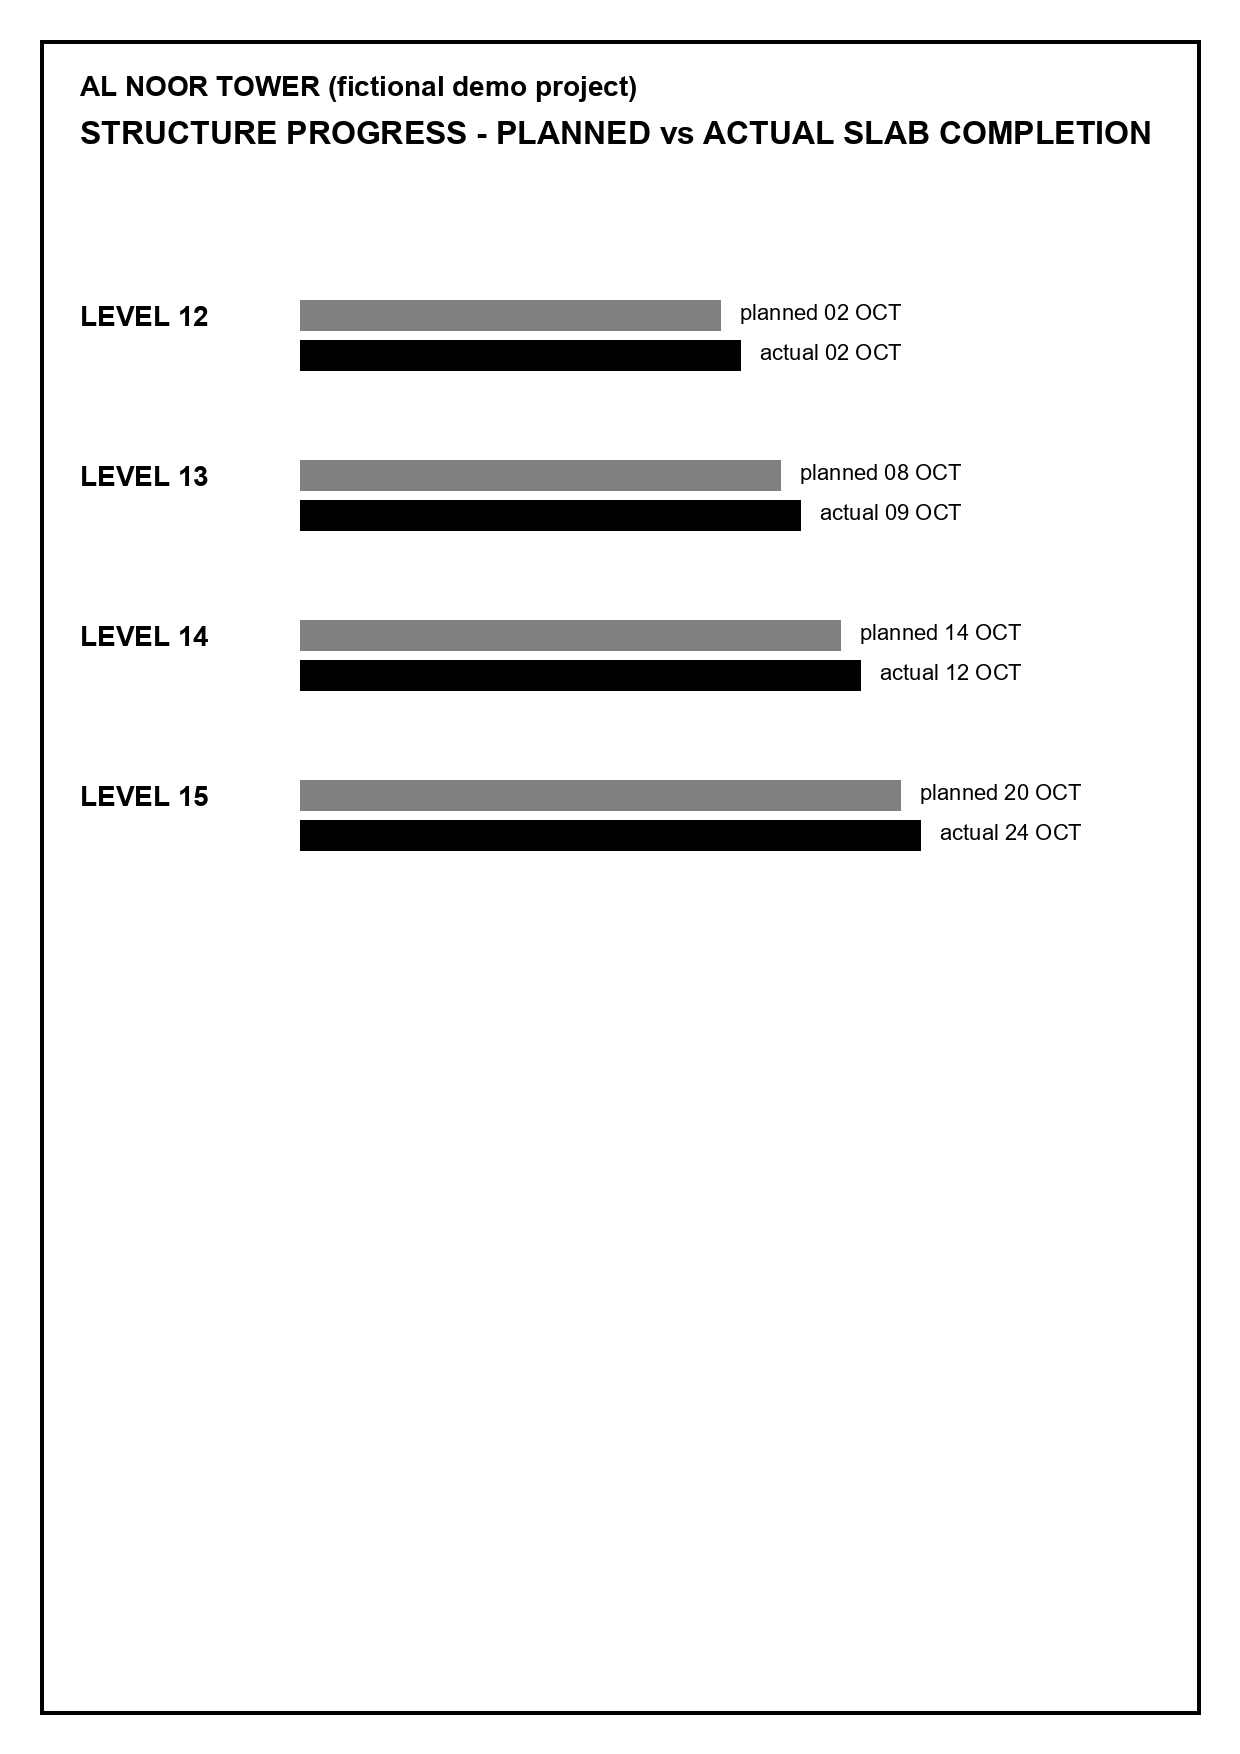 AL NOOR TOWER (fictional demo project)
STRUCTURE PROGRESS - PLANNED vs ACTUAL SLAB COMPLETION
LEVEL 12
planned 02 OCT
actual 02 OCT
LEVEL 13
planned 08 OCT
actual 09 OCT
LEVEL 14
planned 14 OCT
actual 12 OCT
LEVEL 15
planned 20 OCT
actual 24 OCT